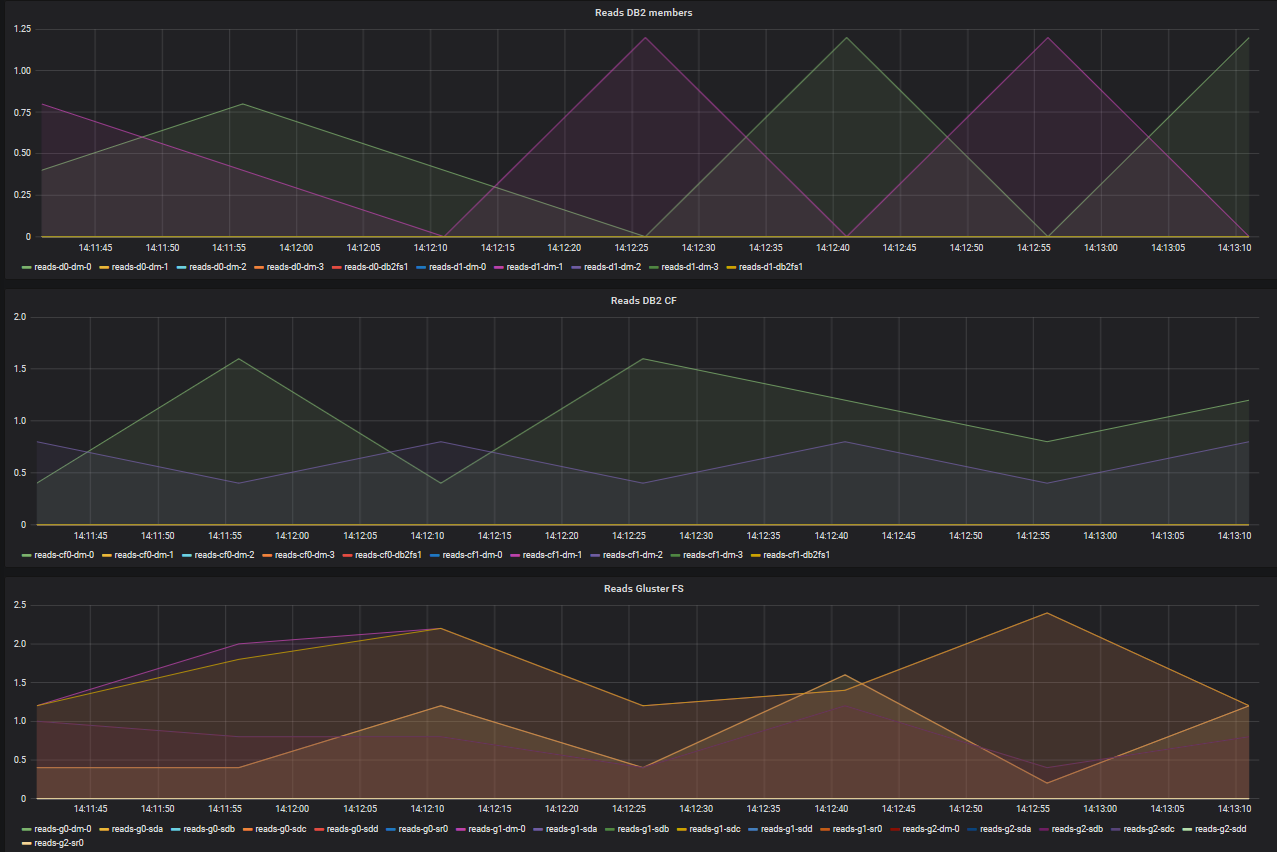 Reads DB2 members
1.25
1.00
0.75
0.50
0.25
0
14:11:45 14:11:50 14:11:55 14:12:00 14:12:05 14:12:10 14:12:15 14:12:20 14:12:25 14:12:30 14:12:35 14:12:40 14:12:45 14:12:50 14:12:55 14:13:00 14:13:05 14:13:10
reads-d0-dm-0 reads-d0-dm-1 reads-d0-dm-2 reads-d0-dm-3 reads-d0-db2fs1 reads-d1-dm-0 reads-d1-dm-1 reads-d1-dm-2 reads-d1-dm-3 reads-d1-db2fs1
Reads DB2 CF
2.0
1.5
1.0
0.5
0
14:11:45 14:11:50 14:11:55 14:12:00 14:12:05 14:12:10 14:12:15 14:12:20 14:12:25 14:12:30 14:12:35 14:12:40 14:12:45 14:12:50 14:12:55 14:13:00 14:13:05 14:13:10
reads-cf0-dm-0 reads-cf0-dm-1 reads-cf0-dm-2 reads-cf0-dm-3 reads-cf0-db2fs1 reads-cf1-dm-0 reads-cf1-dm-1 reads-cf1-dm-2 reads-cf1-dm-3 reads-cf1-db2fs1
Reads Gluster FS
2.5
2.0
1.5
1.0
0.5
0
14:11:45 14:11:50 14:11:55 14:12:00 14:12:05 14:12:10 14:12:15 14:12:20 14:12:25 14:12:30 14:12:35 14:12:40 14:12:45 14:12:50 14:12:55 14:13:00 14:13:05 14:13:10
reads-g0-dm-0 reads-g0-sda reads-g0-sdb reads-g0-sdc reads-g0-sdd reads-g0-sr0 reads-g1-dm-0 reads-g1-sda reads-g1-sdb reads-g1-sdc reads-g1-sdd reads-g1-sr0 reads-g2-dm-0 reads-g2-sda reads-g2-sdb reads-g2-sdc reads-g2-sdd
reads-g2-sr0